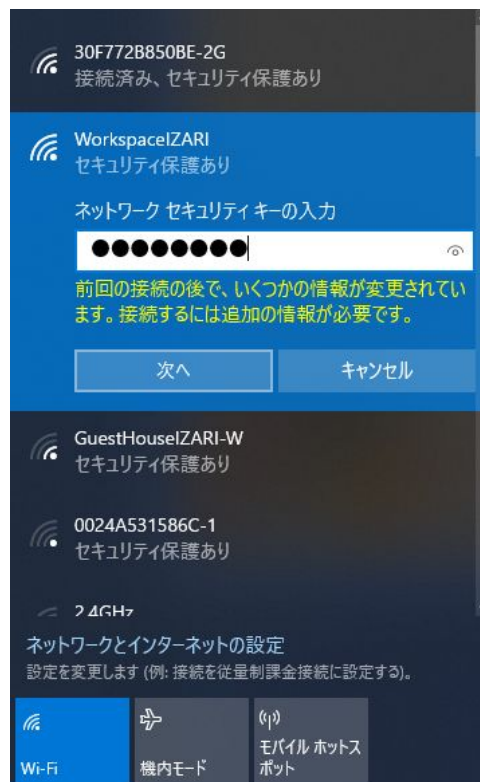 30F772B850BE-2G
接続済み、セキュリティ保護あり
WorkspaceIZARI
セキュリティ保護あり
ネットワーク セキュリティ キーの入力
●●●●●●●●
前回の接続の後で、いくつかの情報が変更されてい
ます。接続するには追加の情報が必要です。
次へ
キャンセル
GuestHouseIZARI-W
セキュリティ保護あり
0024A531586C-1
セキュリティ保護あり
2.4GHz
ネットワークとインターネットの設定
設定を変更します (例: 接続を従量制課金接続に設定する)。
Wi-Fi
機内モード
モバイル ホットス
ポット